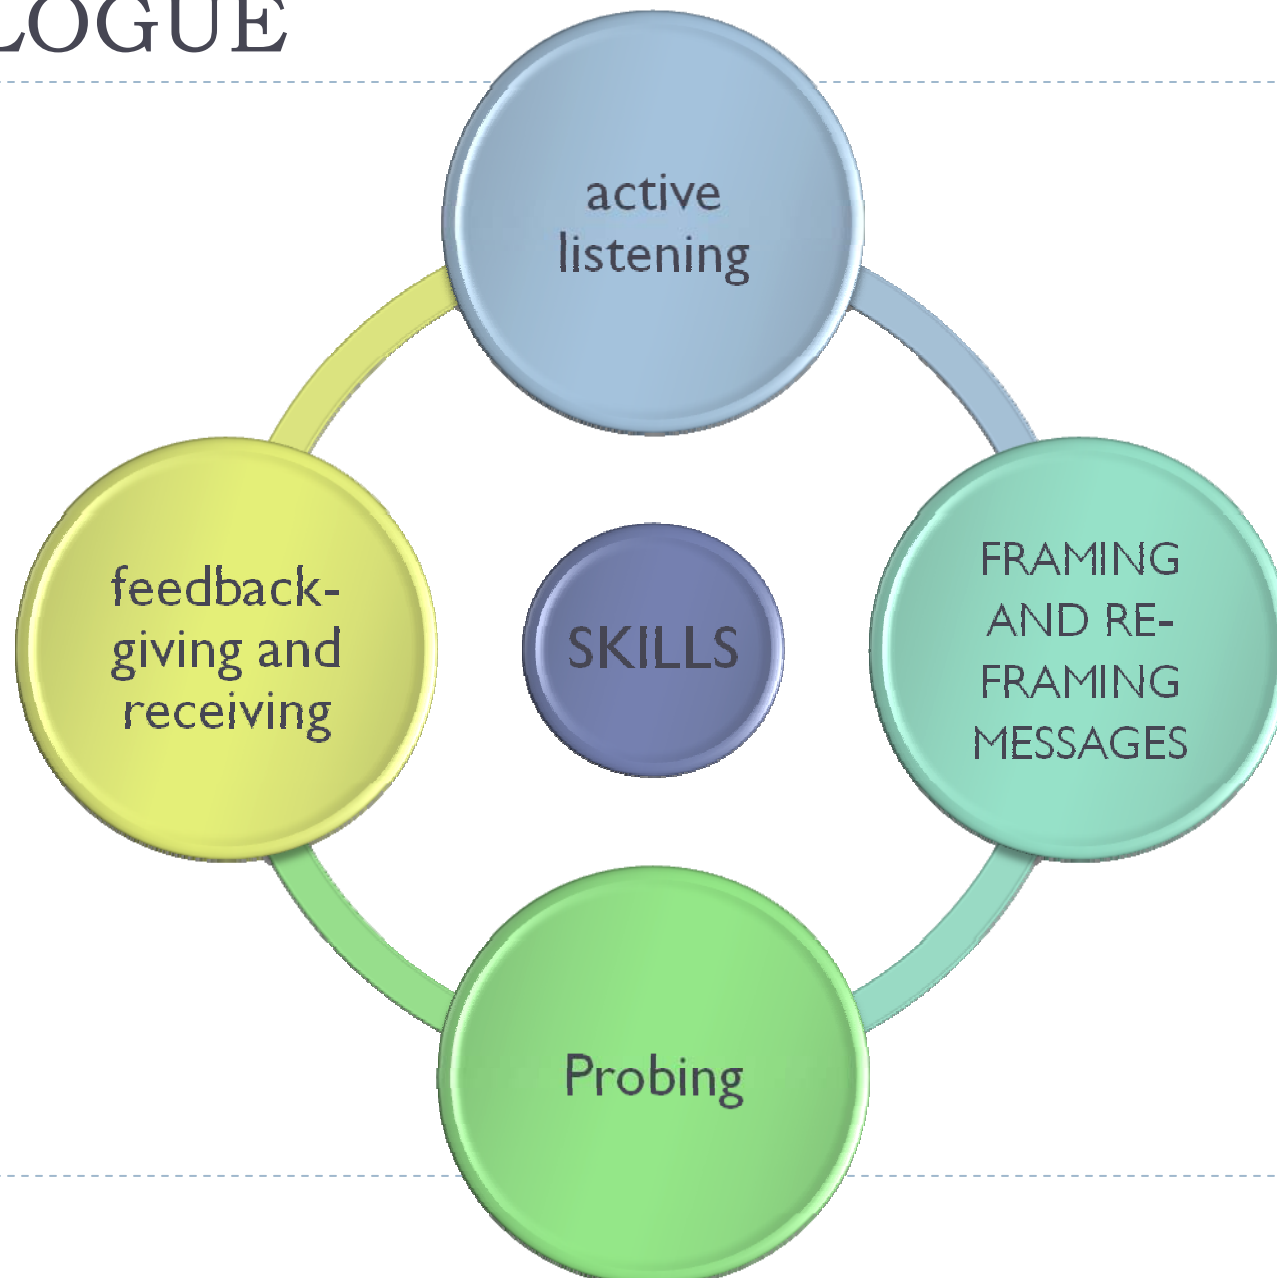 LOGUE
active
listening
feedback-
giving and
receiving
SKILLS
FRAMING
AND RE-
FRAMING
MESSAGES
Probing